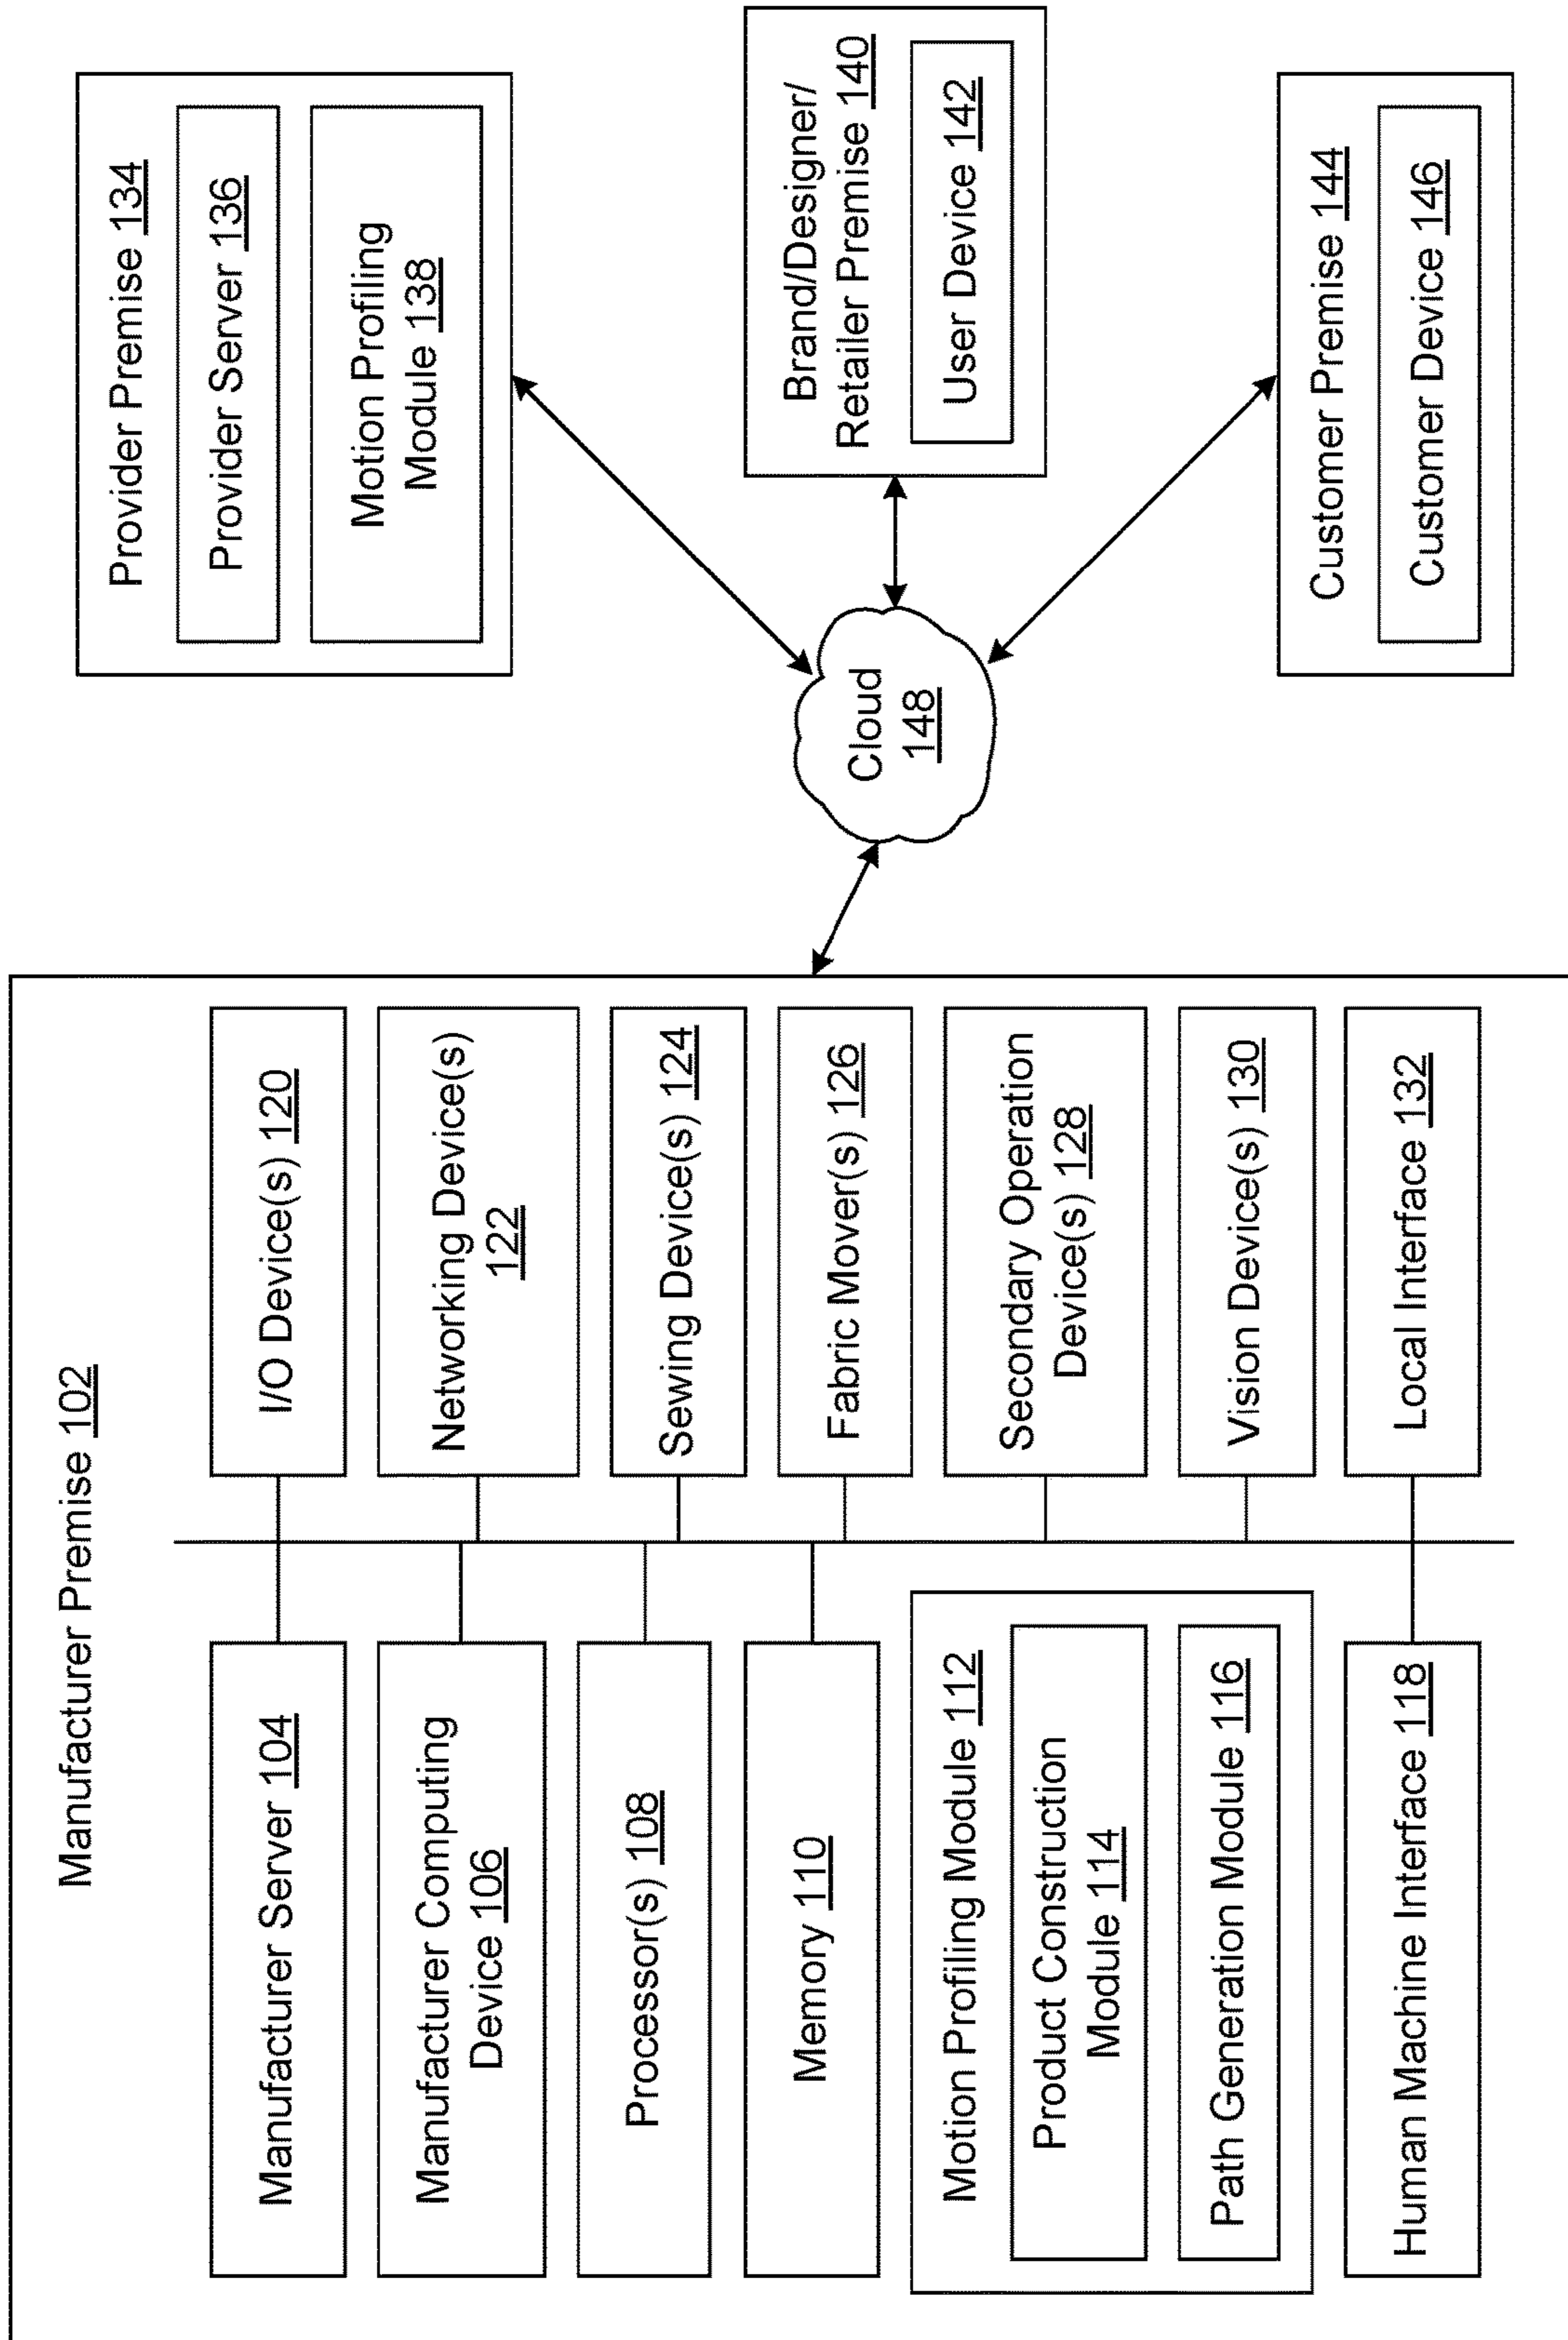 Manufacturer Premise 102
Manufacturer Server 104
Manufacturer Computing
Device 106
Processor(s) 108
Memory 110
Motion Profiling Module 112
Product Construction
Module 114
Path Generation Module 116
Human Machine Interface 118
I/O Device(s) 120
Networking Device(s)
122
Sewing Device(s) 124
Fabric Mover(s) 126
Secondary Operation
Device(s) 128
Vision Device(s) 130
Local Interface 132
Cloud
148
Provider Premise 134
Provider Server 136
Motion Profiling
Module 138
Brand/Designer/
Retailer Premise 140
User Device 142
Customer Premise 144
Customer Device 146